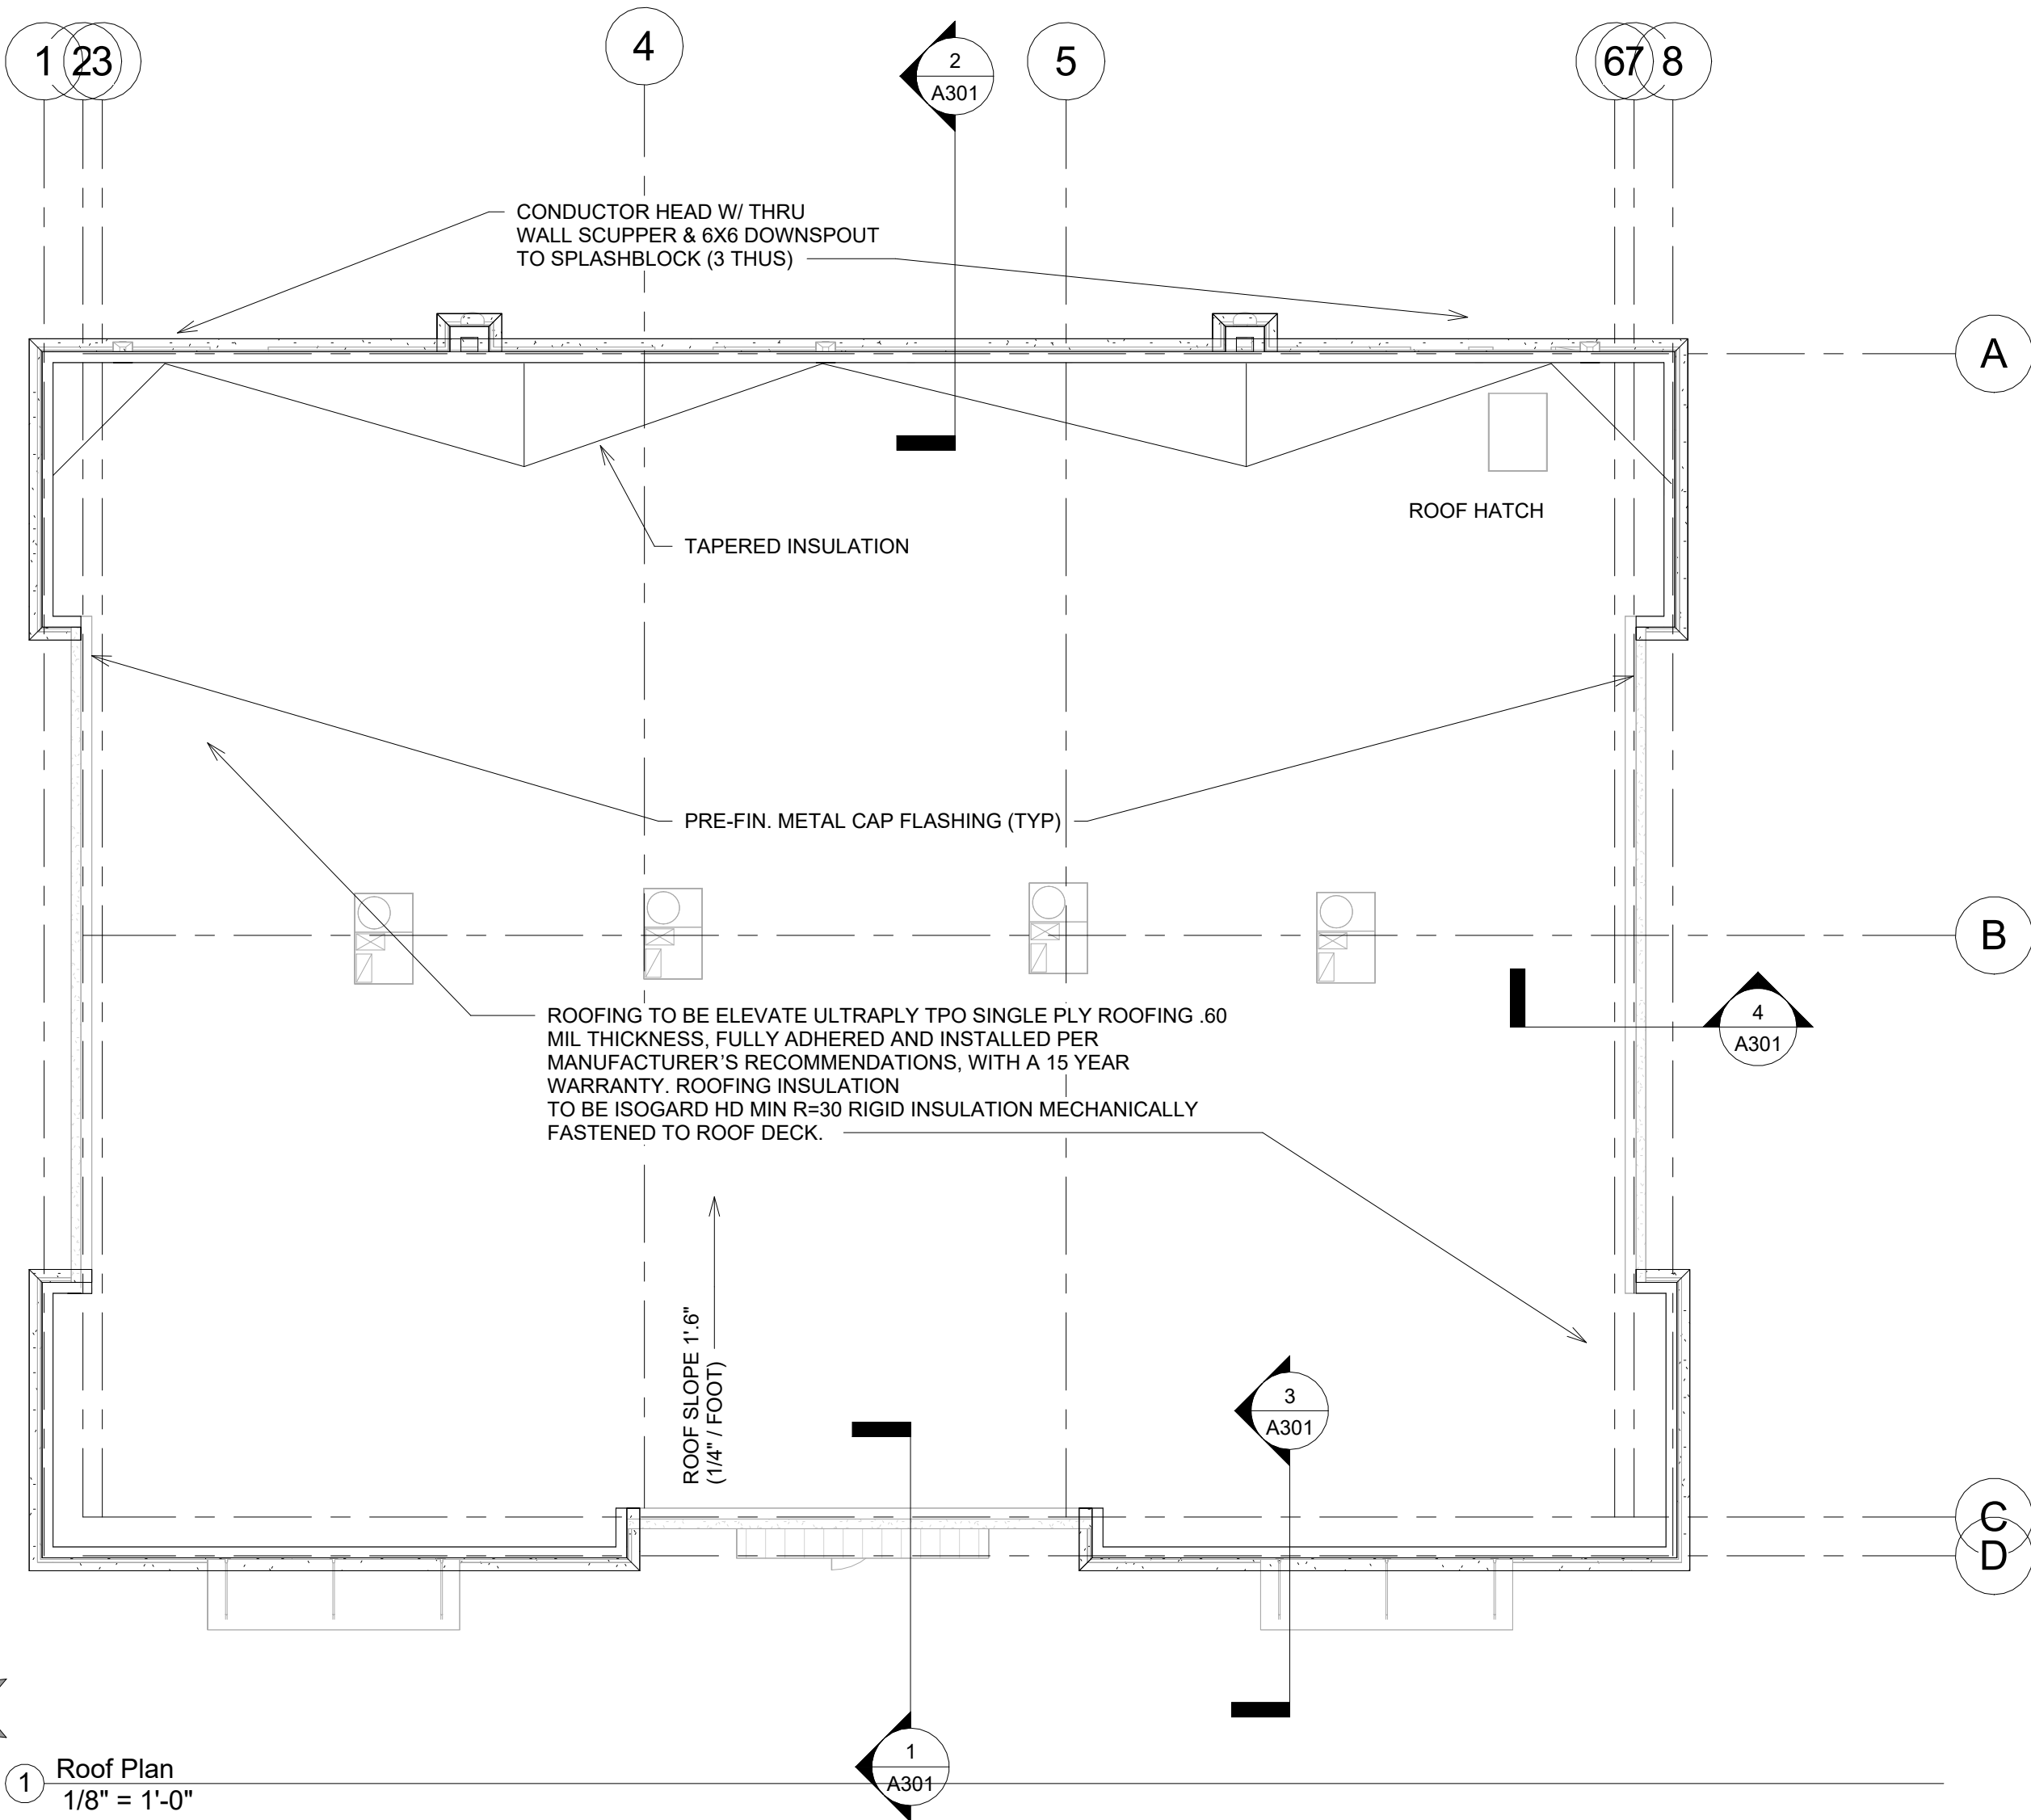 1
2
3
4
5
6
7
8
2
A301
CONDUCTOR HEAD W/ THRU
WALL SCUPPER & 6X6 DOWNSPOUT
TO SPLASHBLOCK (3 THUS)
A
ROOF HATCH
TAPERED INSULATION
PRE-FIN. METAL CAP FLASHING (TYP)
B
4
A301
ROOFING TO BE ELEVATE ULTRAPLY TPO SINGLE PLY ROOFING .60
MIL THICKNESS, FULLY ADHERED AND INSTALLED PER
MANUFACTURER’S RECOMMENDATIONS, WITH A 15 YEAR
WARRANTY. ROOFING INSULATION
TO BE ISOGARD HD MIN R=30 RIGID INSULATION MECHANICALLY
FASTENED TO ROOF DECK.
ROOF SLOPE 1'.6"
(1/4" / FOOT)
3
A301
C
D
1
A301
1
Roof Plan
1/8" = 1'-0"